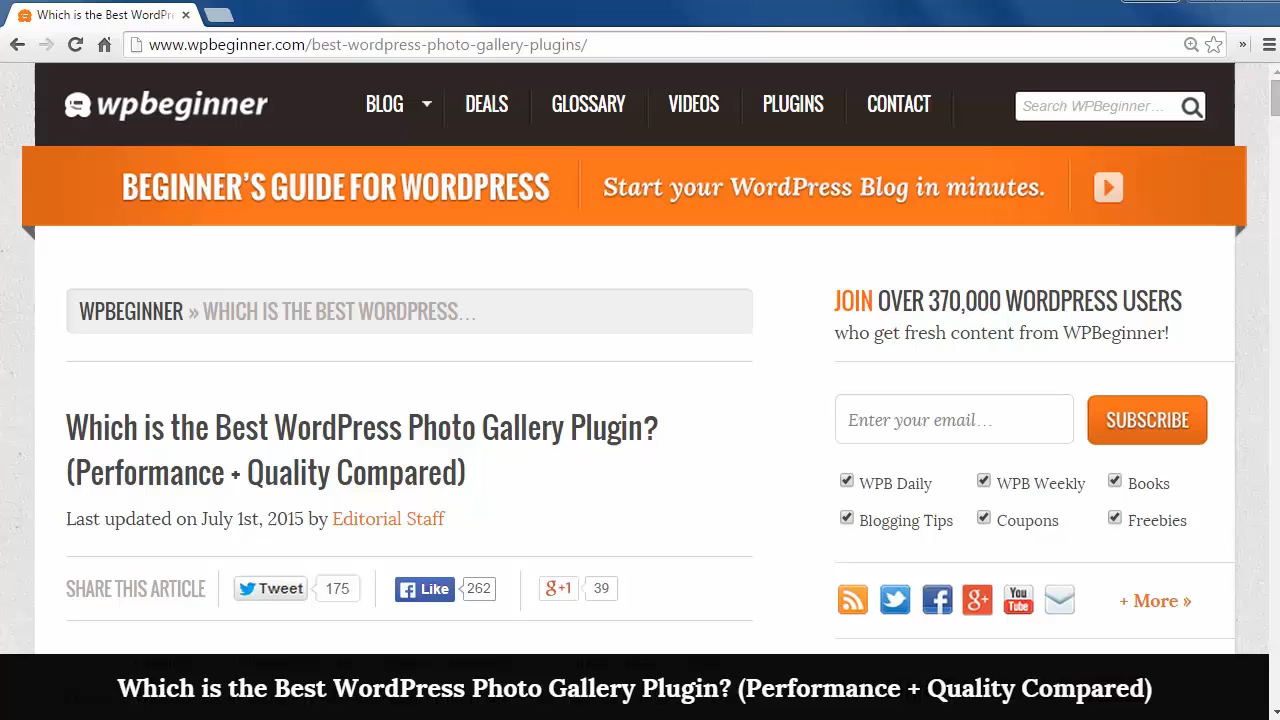 Which is the Best WordPr
www.wpbeginner.com/best-wordpress-photo-gallery-plugins/
wpbeginner
BLOG
DEALS
GLOSSARY
VIDEOS
PLUGINS
CONTACT
Search WPBeginner...
BEGINNER'S GUIDE FOR WORDPRESS
Start your WordPress Blog in minutes.
WPBEGINNER » WHICH IS THE BEST WORDPRESS...
Which is the Best WordPress Photo Gallery Plugin?
(Performance + Quality Compared)
Last updated on July 1st, 2015 by Editorial Staff
SHARE THIS ARTICLE
Tweet 175
Like 262
g+1 39
JOIN OVER 370,000 WORDPRESS USERS
who get fresh content from WPBeginner!
Enter your email...
SUBSCRIBE
WPB Daily
WPB Weekly
Books
Blogging Tips
Coupons
Freebies
g+
You Tube
+ More »
Which is the Best WordPress Photo Gallery Plugin? (Performance + Quality Compared)